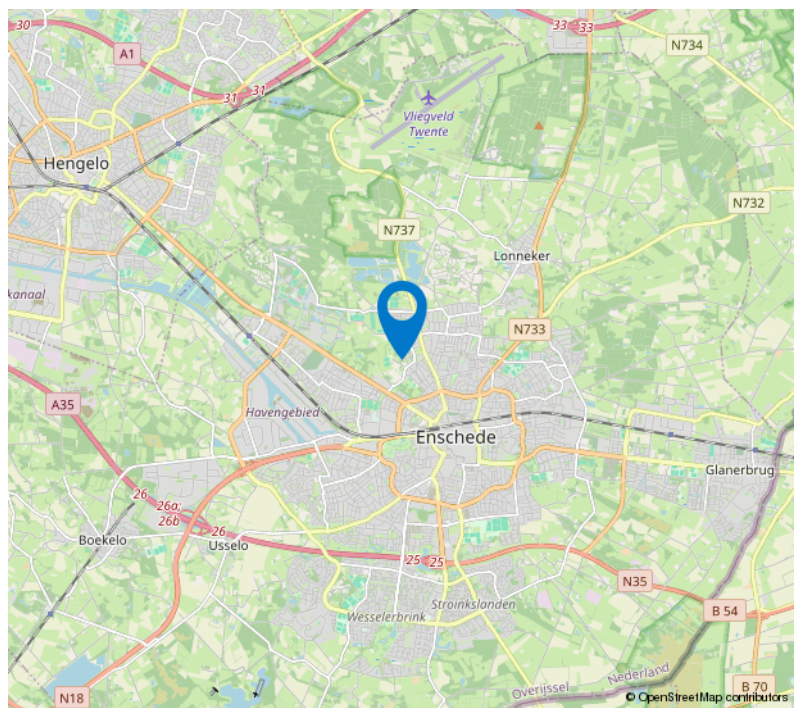 30
A1
33
33
N734
31
31
Vliegveld
Twente
Hengelo
N732
N737
Lonneker
kanaal
N733
A35
Havengebied
Enschede
Glanerbrug
26
26a;
26b
26
Boekelo
Usselo
25
25
N35
B 54
Wesselerbrink
Stroinkslanden
Nederland
Overijssel
B 70
N18
© OpenStreetMap contributors